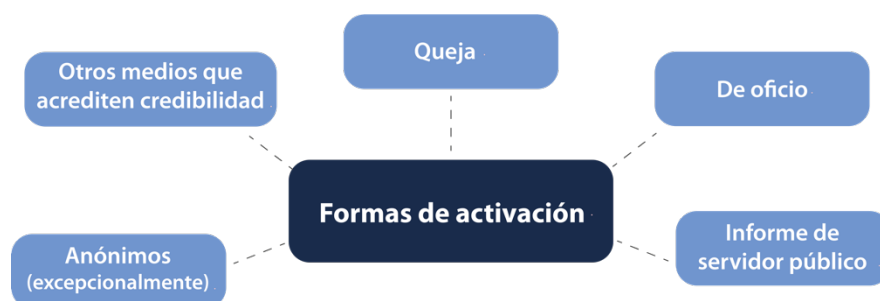 Queja
Otros medios que
acrediten credibilidad
De oficio
Formas de activación
Anónimos
(excepcionalmente)
Informe de
servidor público